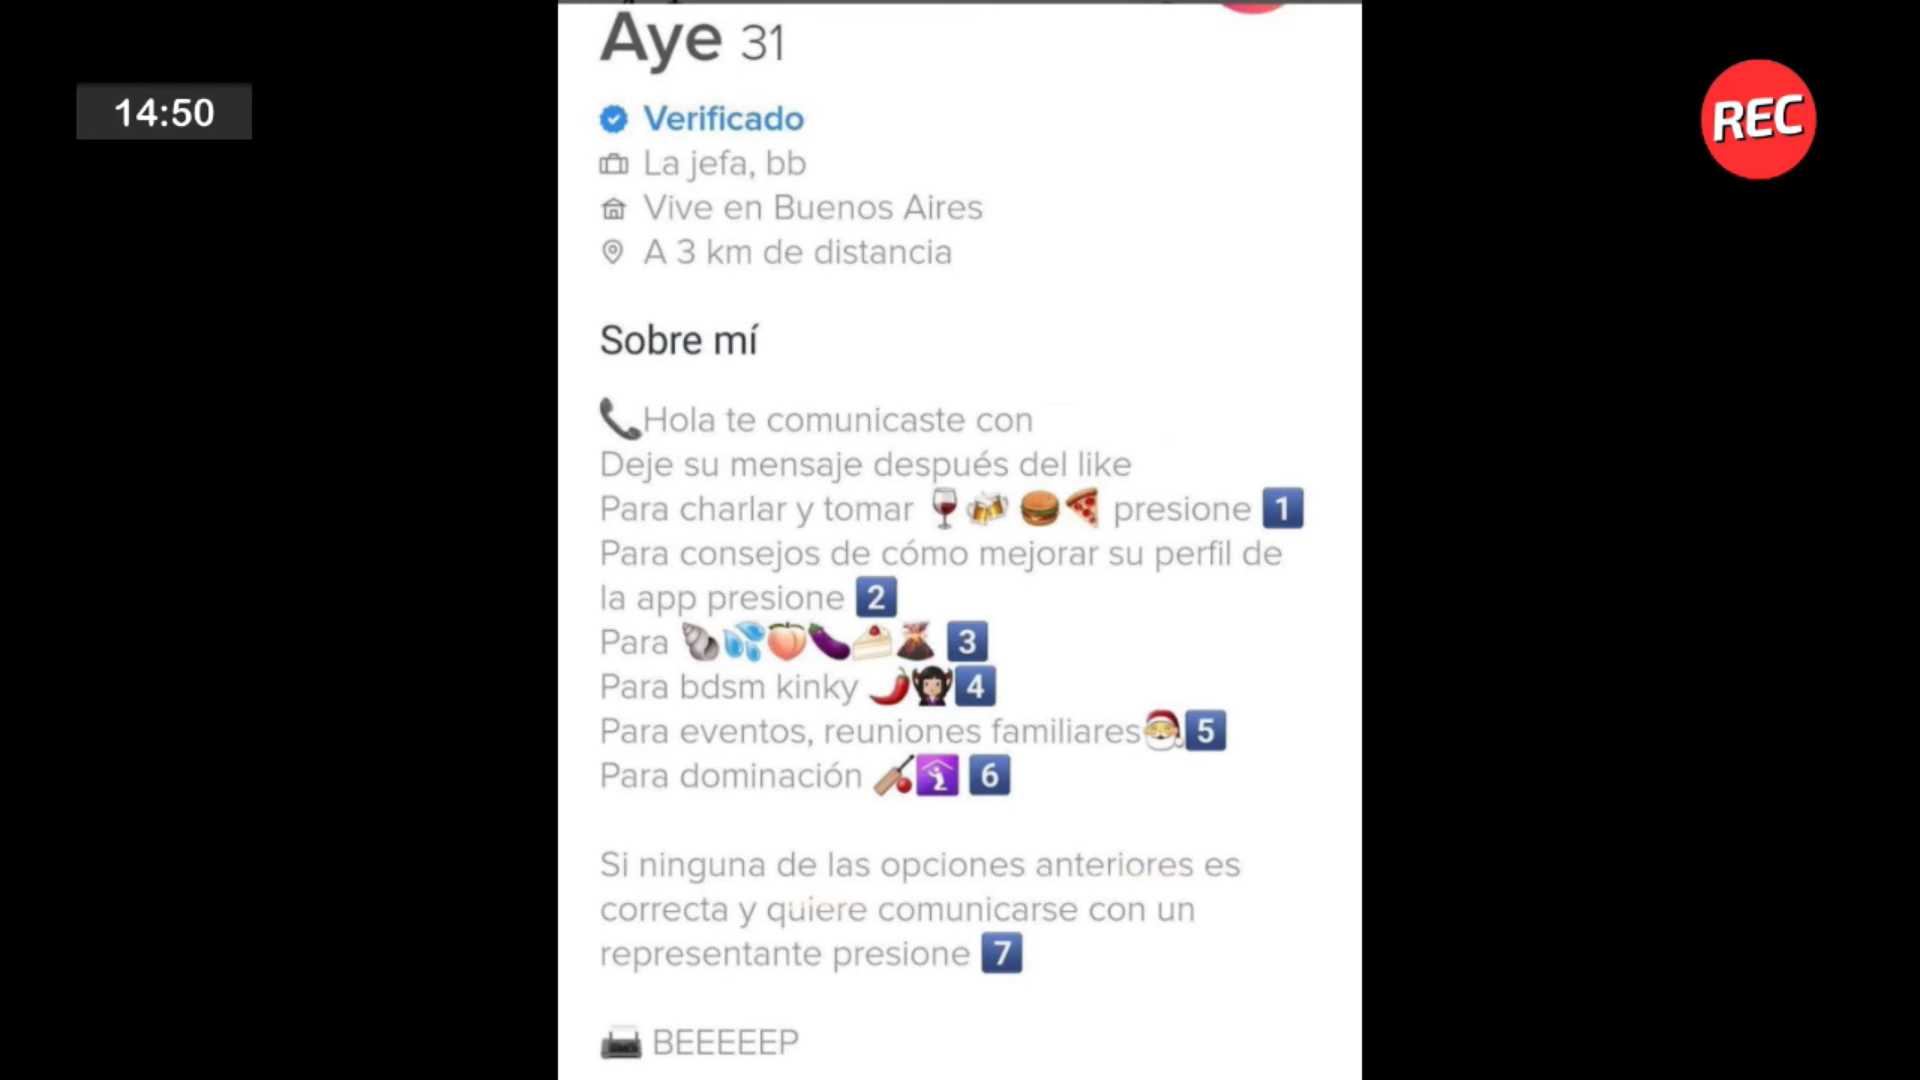 Aye 31
14:50
REC
Verificado
La jefa, bb
Vive en Buenos Aires
A 3 km de distancia
Sobre mí
📞Hola te comunicaste con
Deje su mensaje después del like
Para charlar y tomar 🍷🍻🍔🍕 presione 1️⃣
Para consejos de cómo mejorar su perfil de
la app presione 2️⃣
Para 🐚💦🍑🍆🍰🌋 3️⃣
Para bdsm kinky 🌶️🧛🏻‍♀️4️⃣
Para eventos, reuniones familiares🎅5️⃣
Para dominación 🏏🛐 6️⃣
Si ninguna de las opciones anteriores es
correcta y quiere comunicarse con un
representante presione 7️⃣
📠 BEEEEEP